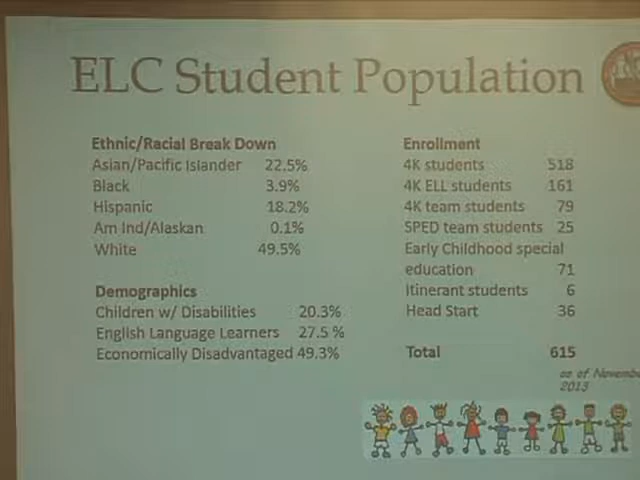 ELC Student Population
Ethnic/Racial Break Down
Asian/Pacific Islander 22.5%
Black 3.9%
Hispanic 18.2%
Am Ind/Alaskan 0.1%
White 49.5%
Demographics
Children w/ Disabilities 20.3%
English Language Learners 27.5 %
Economically Disadvantaged 49.3%
Enrollment
4K students 518
4K ELL students 161
4K team students 79
SPED team students 25
Early Childhood special
education 71
Itinerant students 6
Head Start 36
Total 615
as of
2013